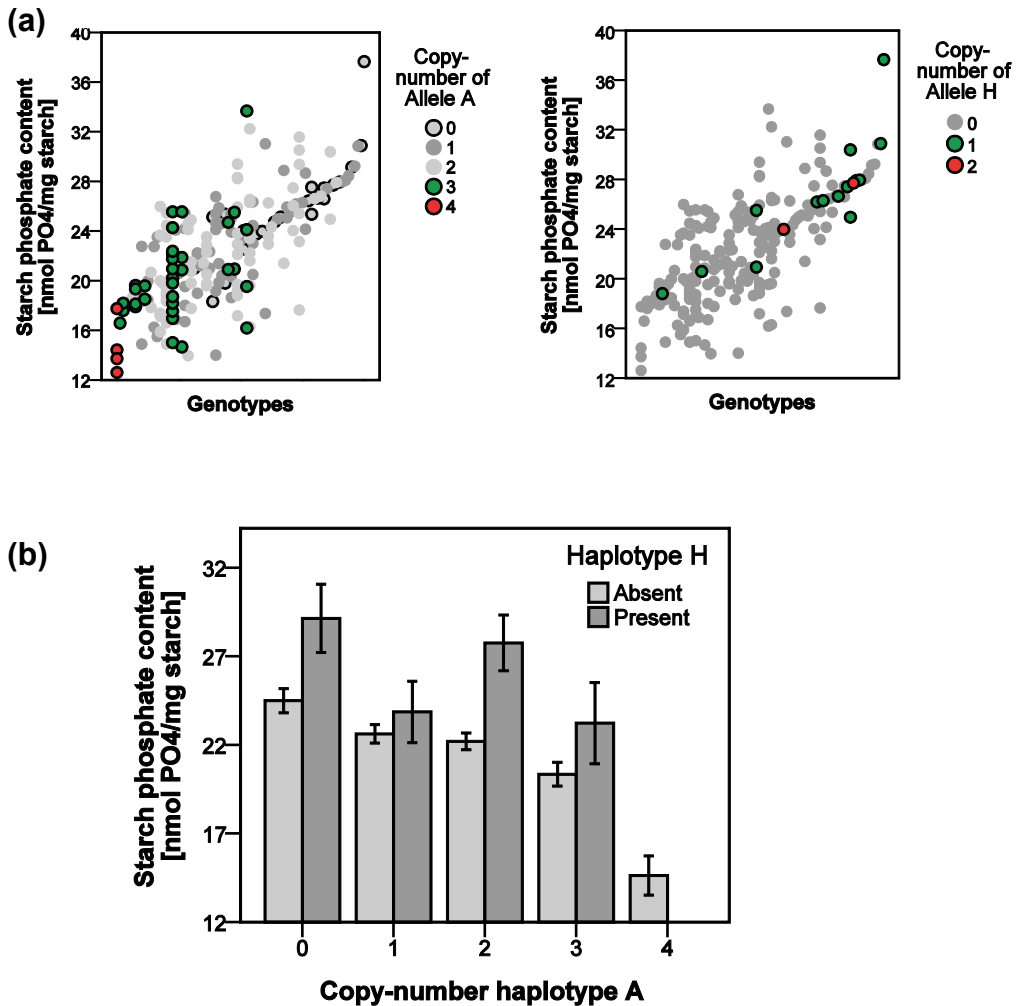 (a)
Starch phosphate content
[nmol PO4/mg starch]
40
36
32
28
24
20
16
12
Genotypes
Copy-
number of
Allele A
0
1
2
3
4
Starch phosphate content
[nmol PO4/mg starch]
40
36
32
28
24
20
16
12
Genotypes
Copy-
number of
Allele H
0
1
2
(b)
Starch phosphate content
[nmol PO4/mg starch]
32
27
22
17
12
Haplotype H
Absent
Present
0 1 2 3 4
Copy-number haplotype A